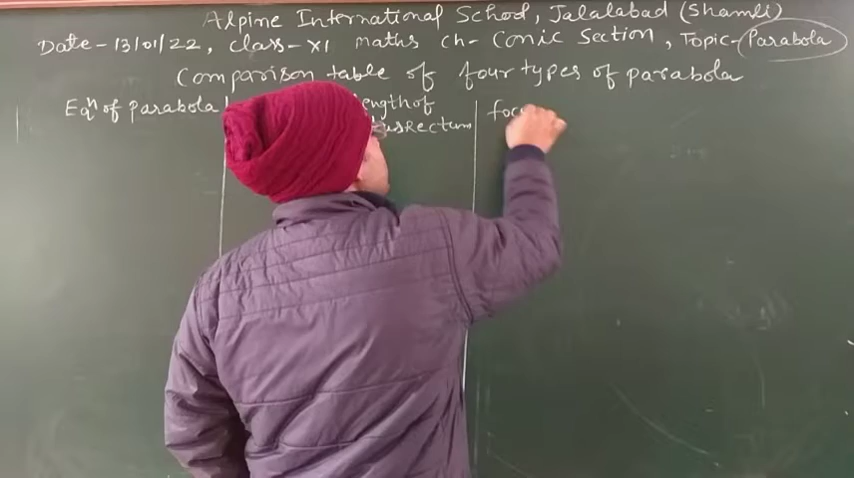 Alpine International School, Jalalabad (Shamli)
Date-13/01/22, Class-XI maths ch- Conic Section, Topic-Parabola
Comparison table of four types of parabola
Eqn of parabola length of focu
Rectum